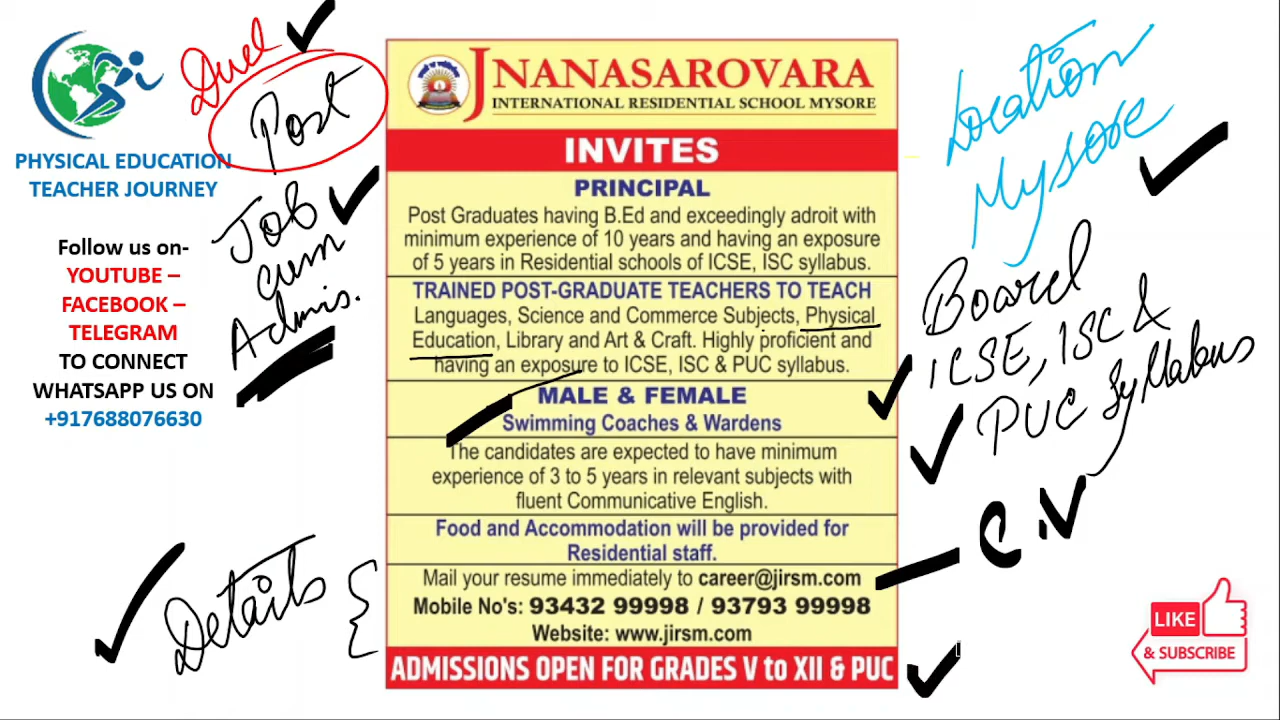 Duel
Post
PHYSICAL EDUCATION
TEACHER JOURNEY
Job
cum
Admis.
Follow us on-
YOUTUBE –
FACEBOOK –
TELEGRAM
TO CONNECT
WHATSAPP US ON
+917688076630
Details
JNANASAROVARA
INTERNATIONAL RESIDENTIAL SCHOOL MYSORE
INVITES
PRINCIPAL
Post Graduates having B.Ed and exceedingly adroit with
minimum experience of 10 years and having an exposure
of 5 years in Residential schools of ICSE, ISC syllabus.
TRAINED POST-GRADUATE TEACHERS TO TEACH
Languages, Science and Commerce Subjects, Physical
Education, Library and Art & Craft. Highly proficient and
having an exposure to ICSE, ISC & PUC syllabus.
MALE & FEMALE
Swimming Coaches & Wardens
The candidates are expected to have minimum
experience of 3 to 5 years in relevant subjects with
fluent Communicative English.
Food and Accommodation will be provided for
Residential staff.
Mail your resume immediately to career@jirsm.com
Mobile No's: 93432 99998 / 93793 99998
Website: www.jirsm.com
ADMISSIONS OPEN FOR GRADES V to XII & PUC
Location
Mysore
Board
ICSE, ISC &
PUC Syllabus
C.V
LIKE
& SUBSCRIBE